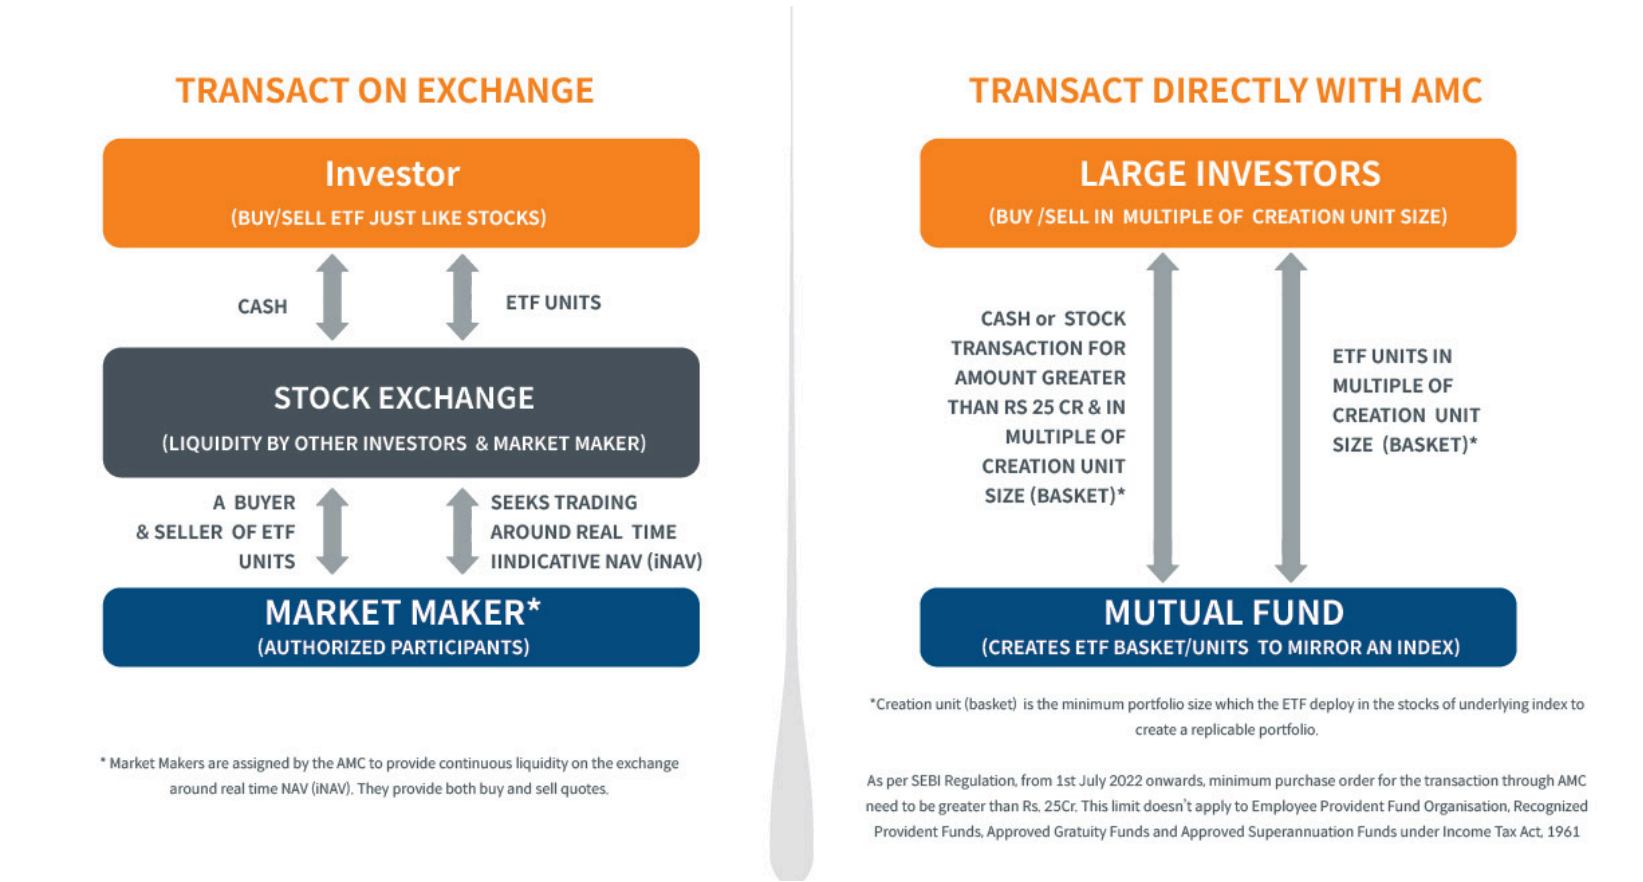 TRANSACT ON EXCHANGE
Investor
(BUY/SELL ETF JUST LIKE STOCKS)
CASH
ETF UNITS
STOCK EXCHANGE
(LIQUIDITY BY OTHER INVESTORS & MARKET MAKER)
A BUYER
& SELLER OF ETF
UNITS
SEEKS TRADING
AROUND REAL TIME
IINDICATIVE NAV (iNAV)
MARKET MAKER*
(AUTHORIZED PARTICIPANTS)
* Market Makers are assigned by the AMC to provide continuous liquidity on the exchange
around real time NAV (iNAV). They provide both buy and sell quotes.
TRANSACT DIRECTLY WITH AMC
LARGE INVESTORS
(BUY /SELL IN MULTIPLE OF CREATION UNIT SIZE)
CASH or STOCK
TRANSACTION FOR
AMOUNT GREATER
THAN RS 25 CR & IN
MULTIPLE OF
CREATION UNIT
SIZE (BASKET)*
ETF UNITS IN
MULTIPLE OF
CREATION UNIT
SIZE (BASKET)*
MUTUAL FUND
(CREATES ETF BASKET/UNITS TO MIRROR AN INDEX)
*Creation unit (basket) is the minimum portfolio size which the ETF deploy in the stocks of underlying index to
create a replicable portfolio.
As per SEBI Regulation, from 1st July 2022 onwards, minimum purchase order for the transaction through AMC
need to be greater than Rs. 25Cr. This limit doesn't apply to Employee Provident Fund Organisation, Recognized
Provident Funds, Approved Gratuity Funds and Approved Superannuation Funds under Income Tax Act, 1961